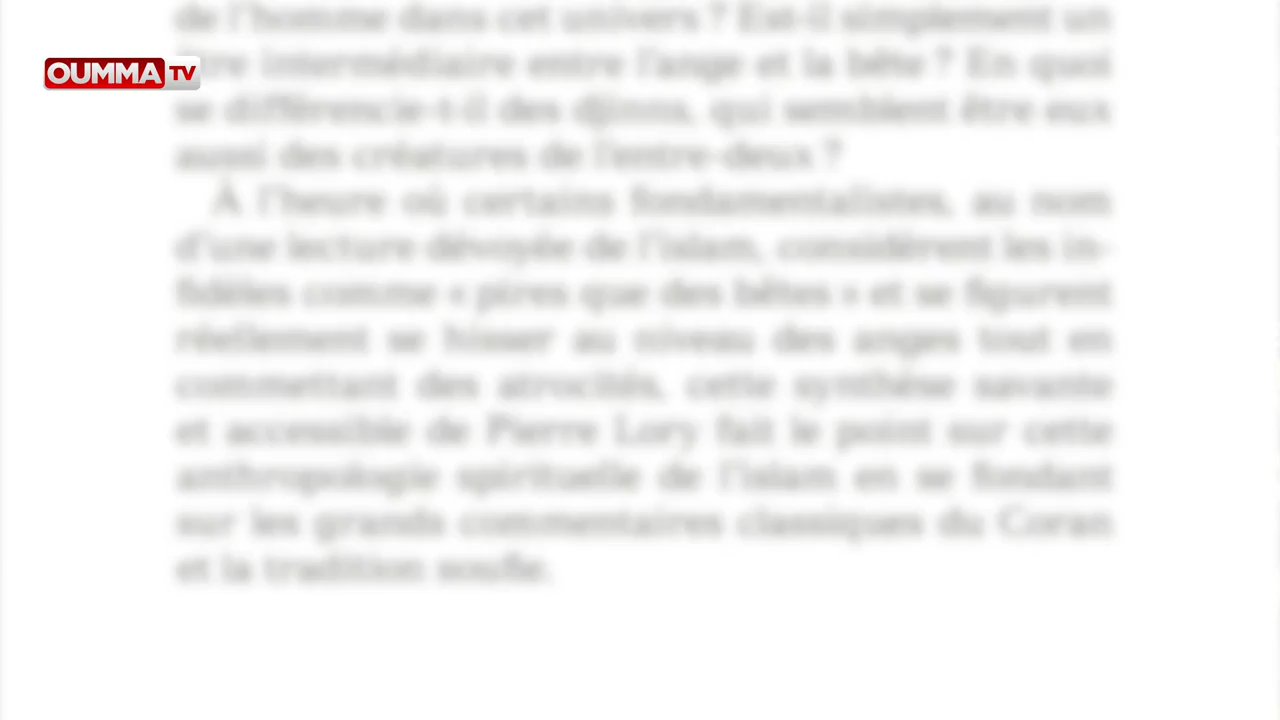 de l'homme dans cet univers ? Est-il simplement un
OUMMA TV
être intermédiaire entre l'ange et la bête ? En quoi
se différencie-t-il des djinns, qui semblent être eux
aussi des créatures de l'entre-deux ?
À l'heure où certains fondamentalistes, au nom
d'une lecture dévoyée de l'islam, considèrent les in-
fidèles comme « pires que des bêtes » et se figurent
réellement se hisser au niveau des anges tout en
commettant des atrocités, cette synthèse savante
et accessible de Pierre Lory fait le point sur cette
anthropologie spirituelle de l'islam en se fondant
sur les grands commentaires classiques du Coran
et la tradition soufie.